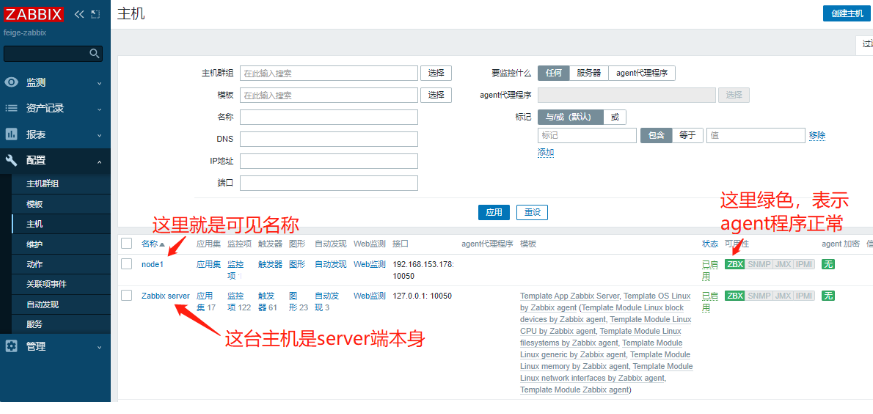 ZABBIX
feige-zabbix
监测
资产记录
报表
配置
主机群组
模板
主机
维护
动作
关联项事件
自动发现
服务
管理
主机
创建主机
主机群组 在此输入搜索 选择
模板 在此输入搜索 选择
名称
DNS
IP地址
端口
要监控什么 任何 服务器 agent代理程序
agent代理程序 选择
标记 与/或（默认） 或
标记 包含 等于 值 移除
添加
应用 重设
这里就是可见名称
这里绿色，表示
agent程序正常
名称 应用集 监控项 触发器 图形 自动发现 Web监测 接口 agent代理程序 模板 状态 可用性 agent 加密
node1 应用集 监控项 触发器 图形 自动发现 Web监测 192.168.153.178: 10050 已启用 ZBX SNMP JMX IPMI 无
Zabbix server 应用集 17 监控项 122 触发器 61 图形 23 自动发现 3 Web监测 127.0.0.1: 10050 已启用 ZBX SNMP JMX IPMI 无
Template App Zabbix Server, Template OS Linux
by Zabbix agent (Template Module Linux block
devices by Zabbix agent, Template Module Linux
CPU by Zabbix agent, Template Module Linux
filesystems by Zabbix agent, Template Module
Linux generic by Zabbix agent, Template Module
Linux memory by Zabbix agent, Template Module
Linux network interfaces by Zabbix agent,
Template Module Zabbix agent)
这台主机是server端本身